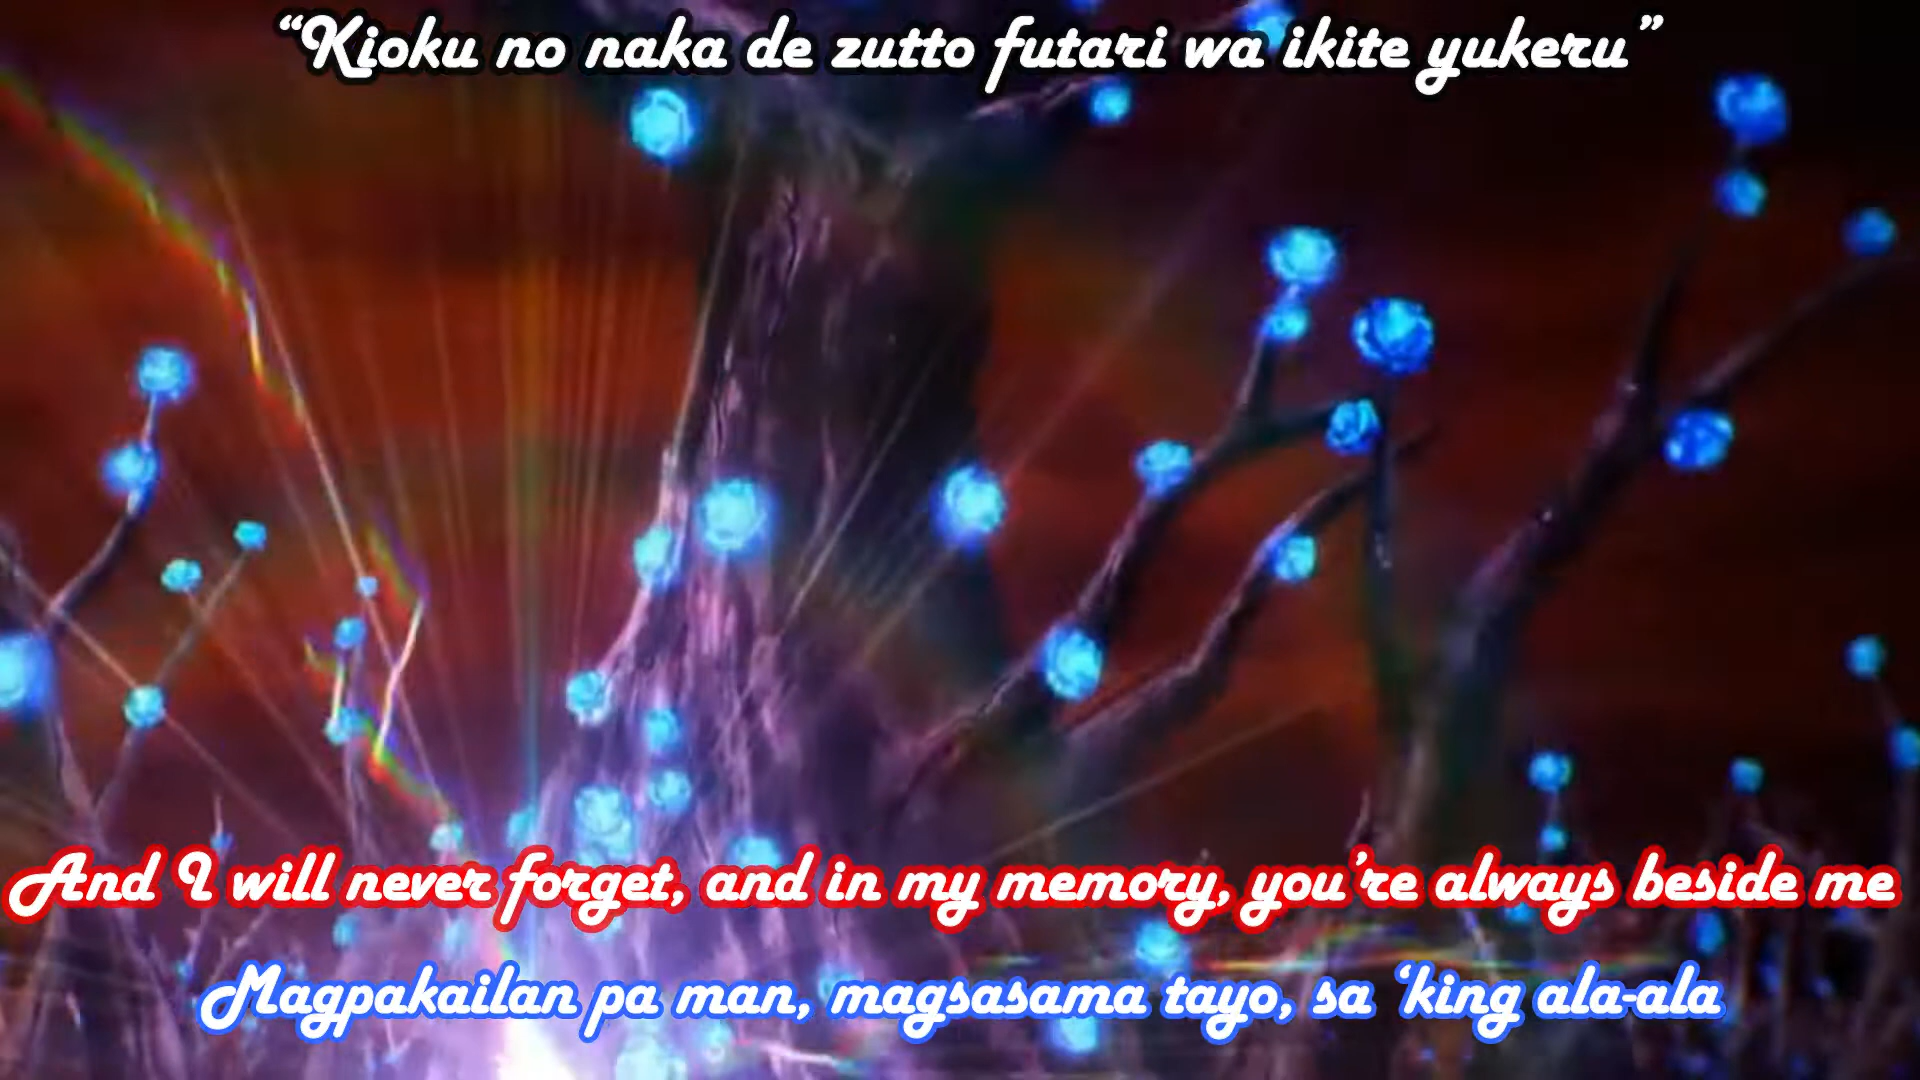 “Kioku no naka de zutto futari wa ikite yukeru”
And I will never forget, and in my memory, you’re always beside me
Magpakailan pa man, magsasama tayo, sa ‘king ala-ala